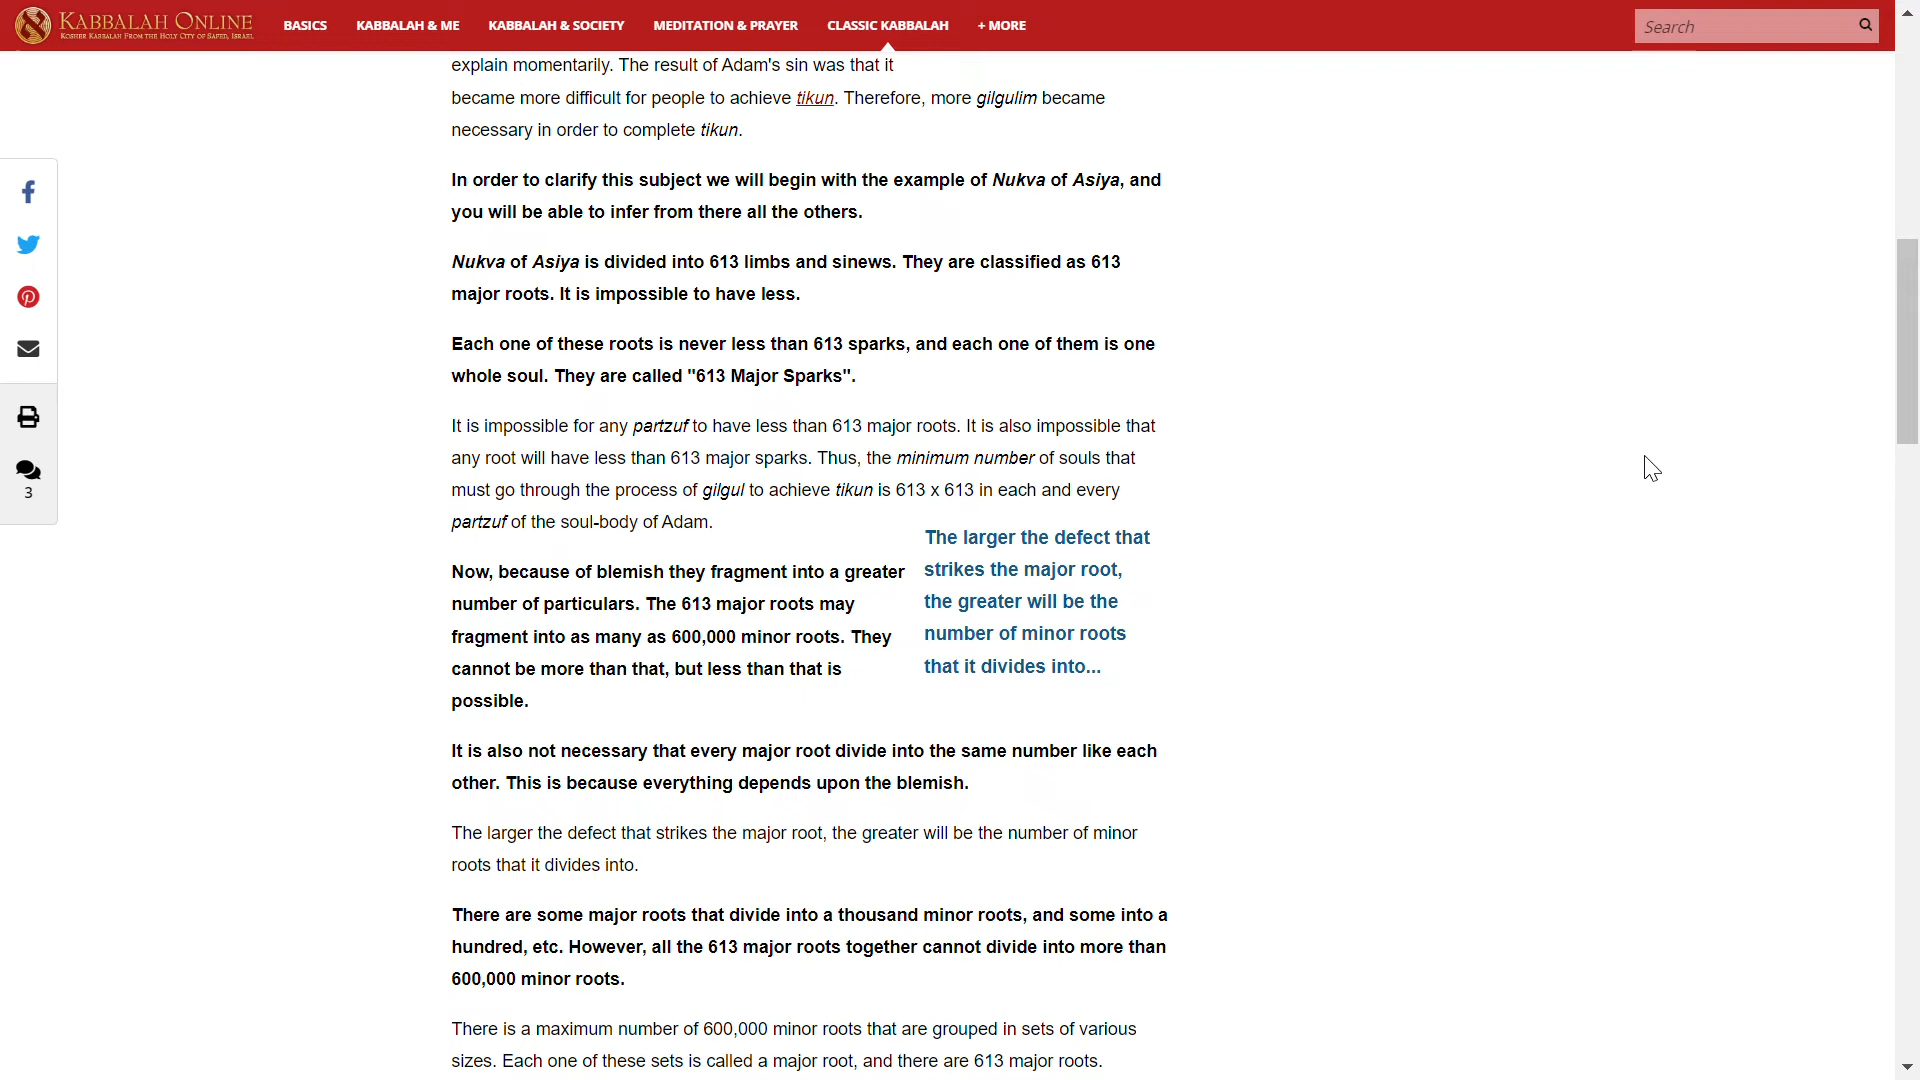 KABBALAH ONLINE
KOSHER KABBALAH FROM THE HOLY CITY OF SAFED, ISRAEL
BASICS
KABBALAH & ME
KABBALAH & SOCIETY
MEDITATION & PRAYER
CLASSIC KABBALAH
+ MORE
Search
explain momentarily. The result of Adam's sin was that it
became more difficult for people to achieve tikun. Therefore, more gilgulim became
necessary in order to complete tikun.
In order to clarify this subject we will begin with the example of Nukva of Asiya, and
you will be able to infer from there all the others.
Nukva of Asiya is divided into 613 limbs and sinews. They are classified as 613
major roots. It is impossible to have less.
Each one of these roots is never less than 613 sparks, and each one of them is one
whole soul. They are called "613 Major Sparks".
It is impossible for any partzuf to have less than 613 major roots. It is also impossible that
any root will have less than 613 major sparks. Thus, the minimum number of souls that
must go through the process of gilgul to achieve tikun is 613 x 613 in each and every
partzuf of the soul-body of Adam.
The larger the defect that
strikes the major root,
the greater will be the
number of minor roots
that it divides into...
Now, because of blemish they fragment into a greater
number of particulars. The 613 major roots may
fragment into as many as 600,000 minor roots. They
cannot be more than that, but less than that is
possible.
It is also not necessary that every major root divide into the same number like each
other. This is because everything depends upon the blemish.
The larger the defect that strikes the major root, the greater will be the number of minor
roots that it divides into.
There are some major roots that divide into a thousand minor roots, and some into a
hundred, etc. However, all the 613 major roots together cannot divide into more than
600,000 minor roots.
There is a maximum number of 600,000 minor roots that are grouped in sets of various
sizes. Each one of these sets is called a major root, and there are 613 major roots.
3